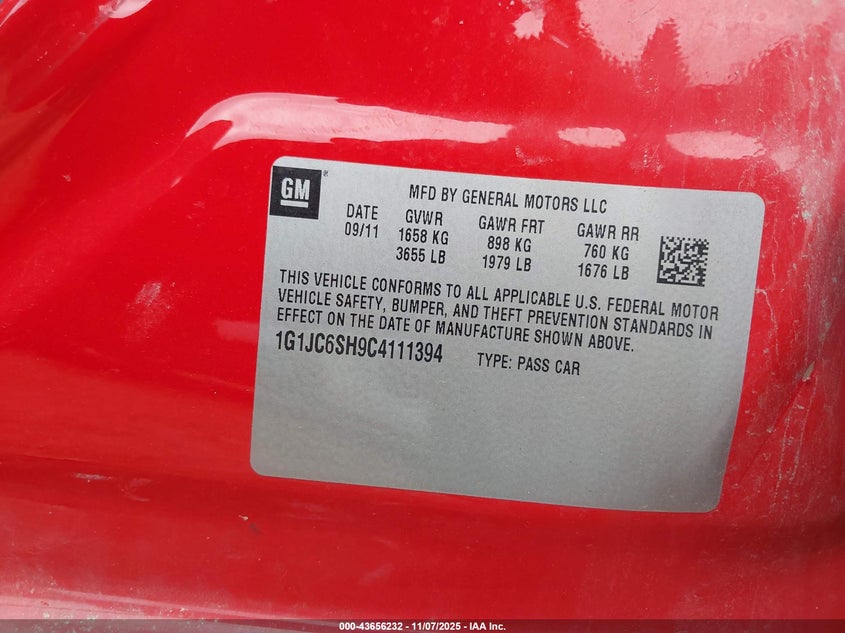 GM ®
MFD BY GENERAL MOTORS LLC
DATE GVWR GAWR FRT GAWR RR
09/11 1658 KG 898 KG 760 KG
3655 LB 1979 LB 1676 LB
THIS VEHICLE CONFORMS TO ALL APPLICABLE U.S. FEDERAL MOTOR
VEHICLE SAFETY, BUMPER, AND THEFT PREVENTION STANDARDS IN
EFFECT ON THE DATE OF MANUFACTURE SHOWN ABOVE.
1G1JC6SH9C4111394 TYPE: PASS CAR
000-43656232 - 11/07/2025 - IAA Inc.